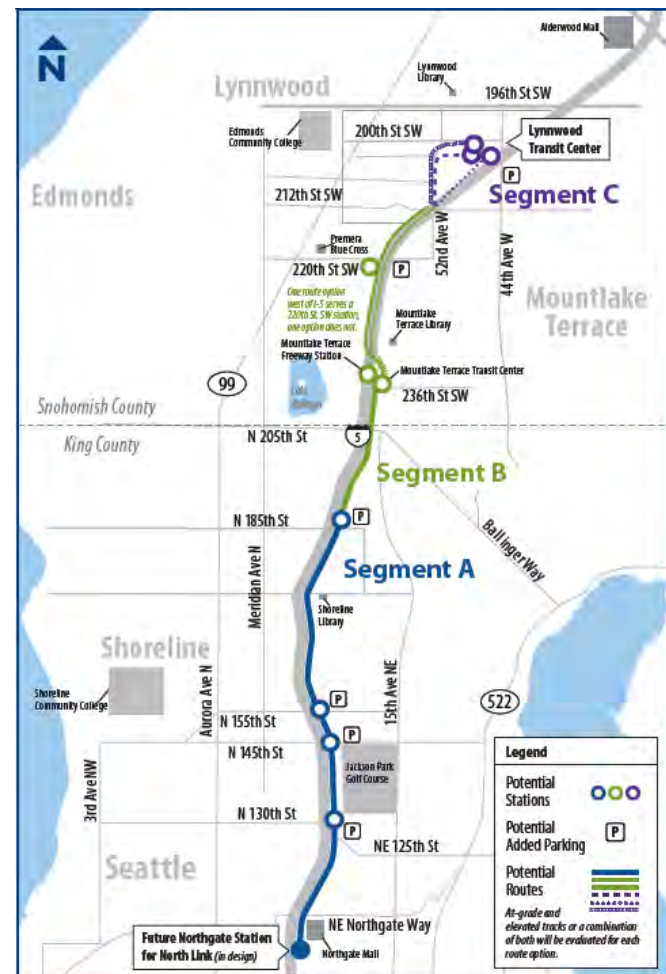 Alderwood Mall
N
Lynnwood
Library
Lynnwood
196th St SW
Edmonds
Community College
200th St SW
Lynnwood
Transit Center
P
Segment C
Edmonds
212th St SW
52nd Ave W
44th Ave W
Premera
Blue Cross
220th St SW
P
One route option
west of I-5 serves a
220th St. SW station,
one option does not.
Mountlake
Terrace
Mountlake
Terrace Library
Mountlake Terrace
Freeway Station
Mountlake Terrace Transit Center
99
236th St SW
Snohomish County
King County
N 205th St
5
Segment B
N 185th St
P
Ballinger Way
Segment A
Meridian Ave N
Shoreline
Library
Shoreline
Shoreline
Community College
Aurora Ave N
15th Ave NE
522
P
N 155th St
N 145th St
P
3rd Ave NW
Jackson Park
Golf Course
N 130th St
P
NE 125th St
Seattle
NE Northgate Way
Future Northgate Station
for North Link (in design)
Northgate Mall
Legend
Potential
Stations
Potential
Added Parking
P
Potential
Routes
At-grade and
elevated tracks or a combination
of both will be evaluated for each
route option.